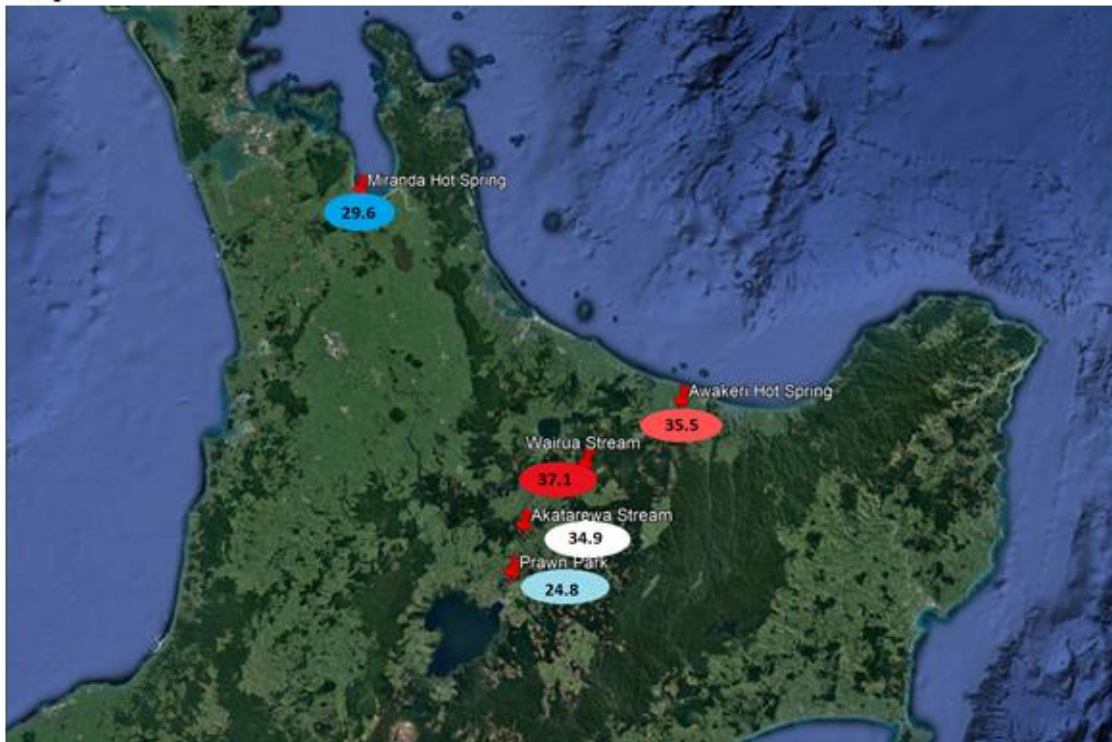 Miranda Hot Spring
29.6
Awakeri Hot Spring
35.5
Wairua Stream
37.1
Akatarewa Stream
34.9
Prawn Park
24.8